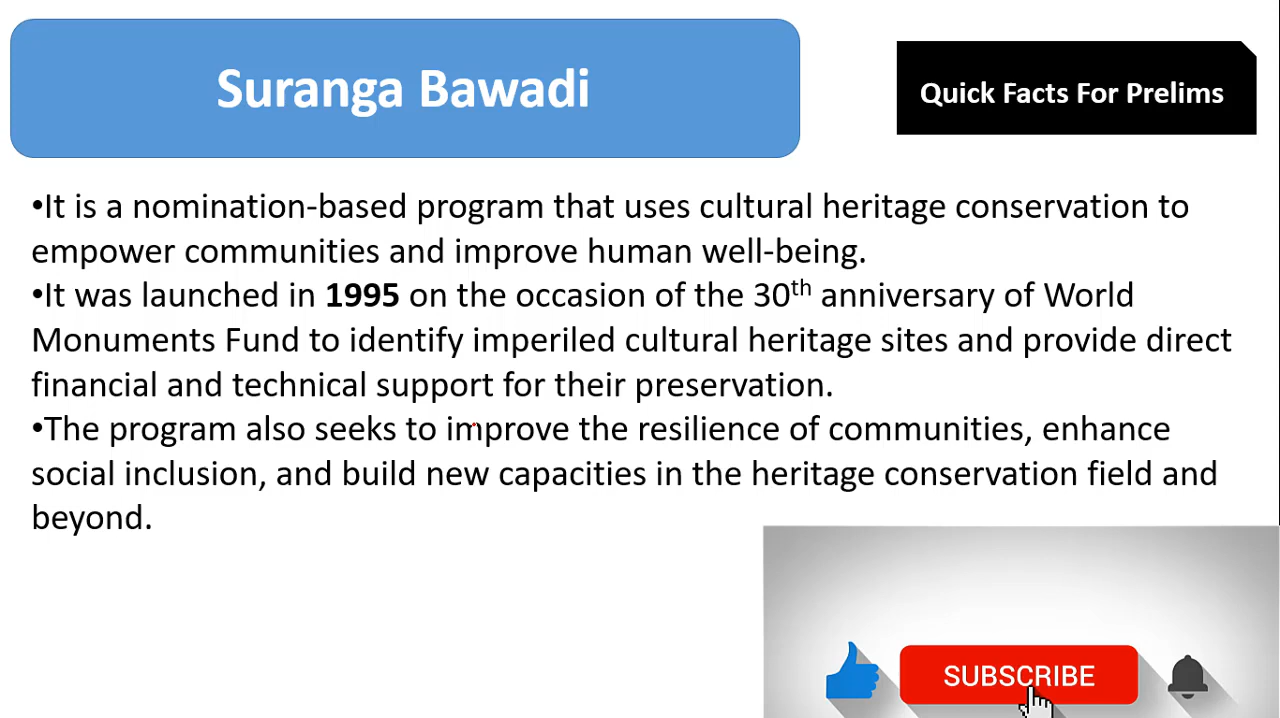 Suranga Bawadi
Quick Facts For Prelims
•It is a nomination-based program that uses cultural heritage conservation to
empower communities and improve human well-being.
•It was launched in 1995 on the occasion of the 30th anniversary of World
Monuments Fund to identify imperiled cultural heritage sites and provide direct
financial and technical support for their preservation.
•The program also seeks to improve the resilience of communities, enhance
social inclusion, and build new capacities in the heritage conservation field and
beyond.
SUBSCRIBE